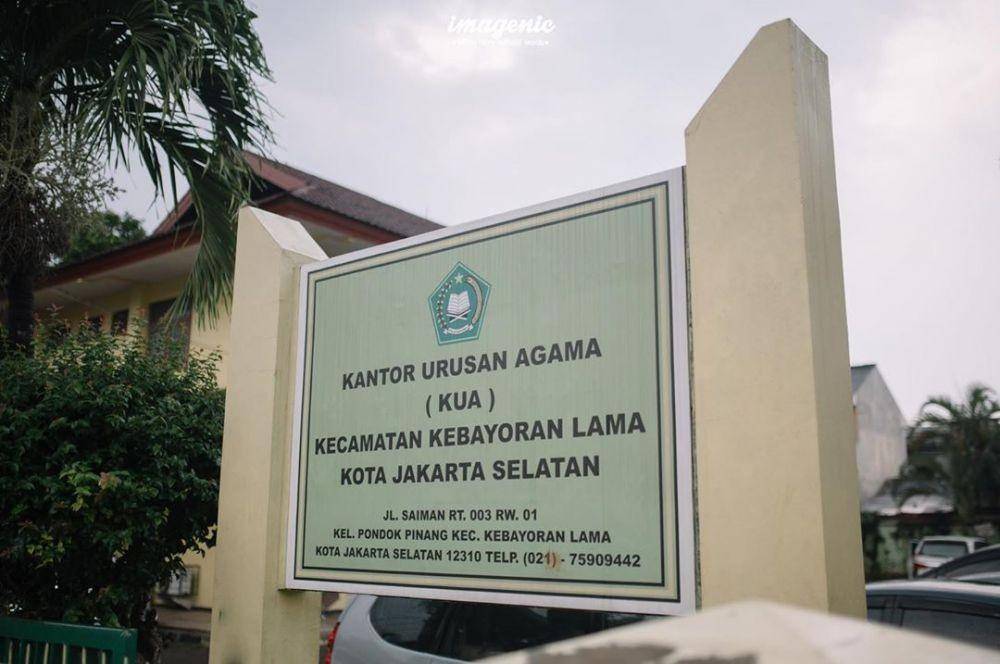 imagenic
KANTOR URUSAN AGAMA
( KUA )
KECAMATAN KEBAYORAN LAMA
KOTA JAKARTA SELATAN
JL. SAIMAN RT. 003 RW. 01
KEL. PONDOK PINANG KEC. KEBAYORAN LAMA
KOTA JAKARTA SELATAN 12310 TELP. (021) - 75909442